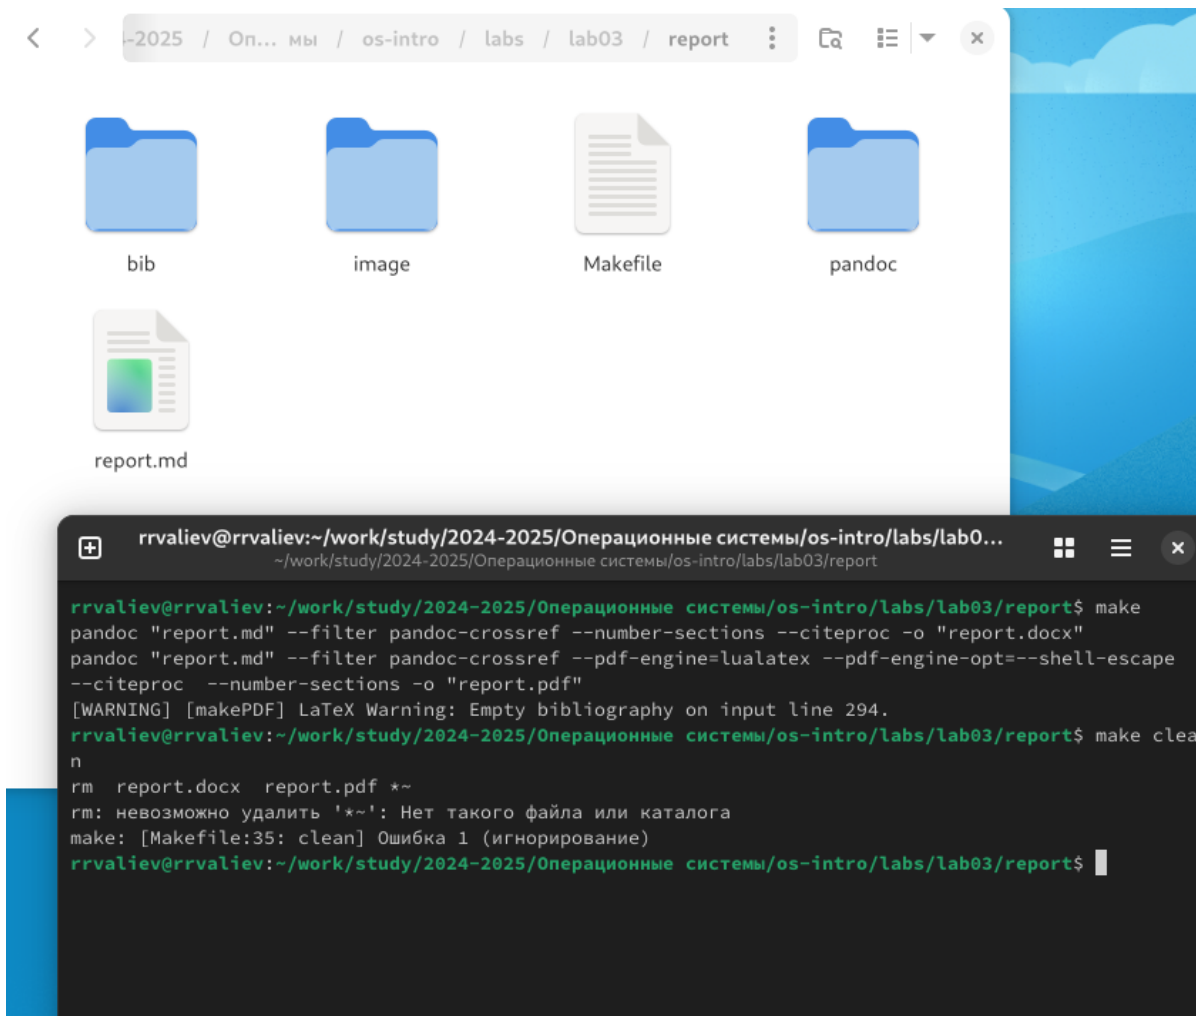 -2025 / Оп... мы / os-intro / labs / lab03 / report
bib
image
Makefile
pandoc
report.md
rrvaliev@rrvaliev:~/work/study/2024-2025/Операционные системы/os-intro/labs/lab0...
~/work/study/2024-2025/Операционные системы/os-intro/labs/lab03/report
rrvaliev@rrvaliev:~/work/study/2024-2025/Операционные системы/os-intro/labs/lab03/report$ make
pandoc "report.md" --filter pandoc-crossref --number-sections --citeproc -o "report.docx"
pandoc "report.md" --filter pandoc-crossref --pdf-engine=lualatex --pdf-engine-opt=--shell-escape
--citeproc  --number-sections -o "report.pdf"
[WARNING] [makePDF] LaTeX Warning: Empty bibliography on input line 294.
rrvaliev@rrvaliev:~/work/study/2024-2025/Операционные системы/os-intro/labs/lab03/report$ make clea
n
rm  report.docx  report.pdf *~
rm: невозможно удалить '*~': Нет такого файла или каталога
make: [Makefile:35: clean] Ошибка 1 (игнорирование)
rrvaliev@rrvaliev:~/work/study/2024-2025/Операционные системы/os-intro/labs/lab03/report$